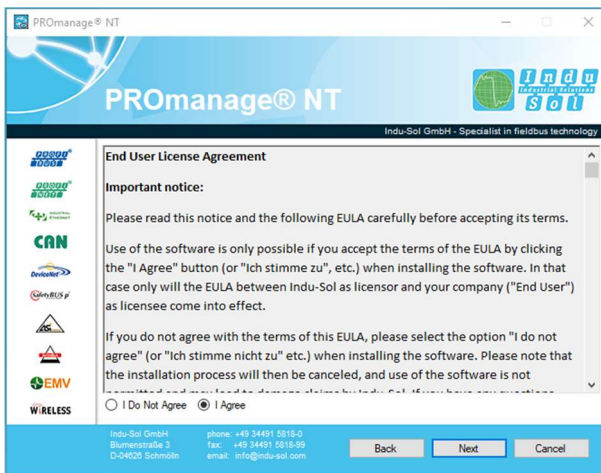 PROmanage® NT
PROmanage® NT
Indu
Industrial Solutions
Sol
Indu-Sol GmbH - Specialist in fieldbus technology
End User License Agreement
Important notice:
Please read this notice and the following EULA carefully before accepting its terms.
Use of the software is only possible if you accept the terms of the EULA by clicking
the "I Agree" button (or "Ich stimme zu", etc.) when installing the software. In that
case only will the EULA between Indu-Sol as licensor and your company ("End User")
as licensee come into effect.
If you do not agree with the terms of this EULA, please select the option "I do not
agree" (or "Ich stimme nicht zu" etc.) when installing the software. Please note that
the installation process will then be canceled, and use of the software is not
INDUSTRIAL
ETHERNET
CAN
DeviceNet
SafetyBUS p
EMV
WIRELESS
I Do Not Agree
I Agree
Indu-Sol GmbH phone: +49 34491 5818-0
Blumenstraße 3 fax: +49 34491 5818-99
D-04626 Schmölln email: info@indu-sol.com
Back
Next
Cancel